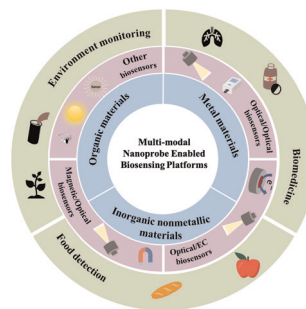 Environment monitoring
Other
biosensors
Organic materials
Metal materials
Optical/Optical
biosensors
Biomedicine
Multi-modal
Nanoprobe Enabled
Biosensing Platforms
Magnetic/Optical
biosensors
Inorganic nonmetallic
materials
Optical/EC
biosensors
Food detection